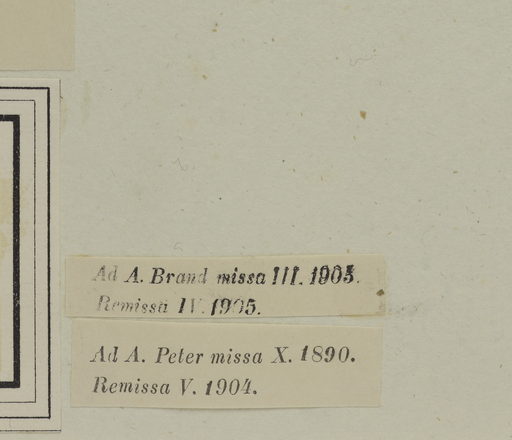 Ad A. Brand missa III. 1905.
Remissa IV. 1905.
Ad A. Peter missa X. 1890.
Remissa V. 1904.